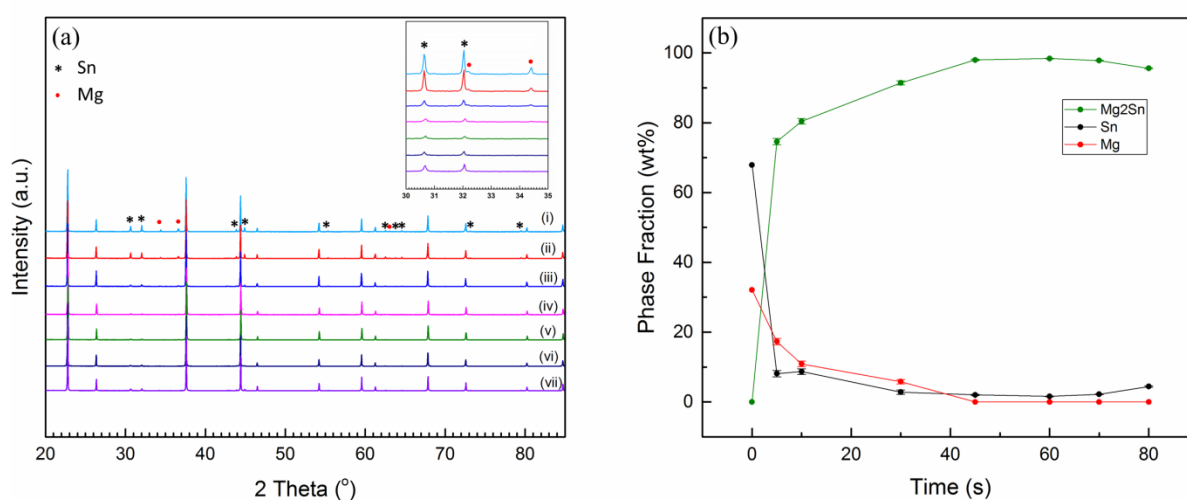 (a)
* Sn
• Mg
* * • *
30 31 32 33 34 35
* * • • * * * * • * * * *
(i)
(ii)
(iii)
(iv)
(v)
(vi)
(vii)
Intensity (a.u.)
20 30 40 50 60 70 80
2 Theta (°)
(b)
100
80
60
40
20
0
Mg2Sn
Sn
Mg
Phase Fraction (wt%)
0 20 40 60 80
Time (s)